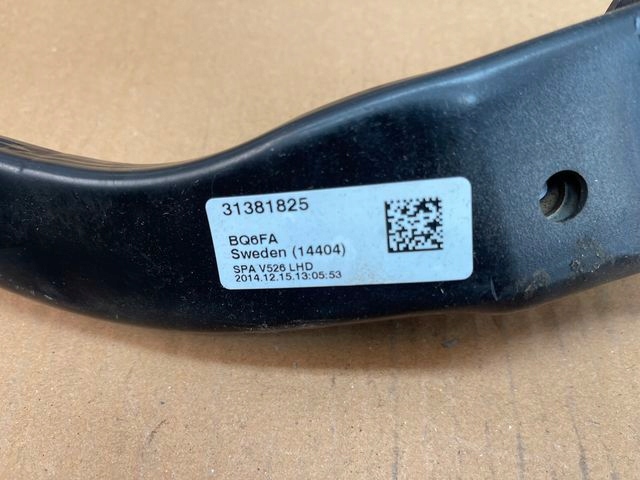 31381825
BQ6FA
Sweden (14404)
SPA V526 LHD
2014.12.15.13:05:53